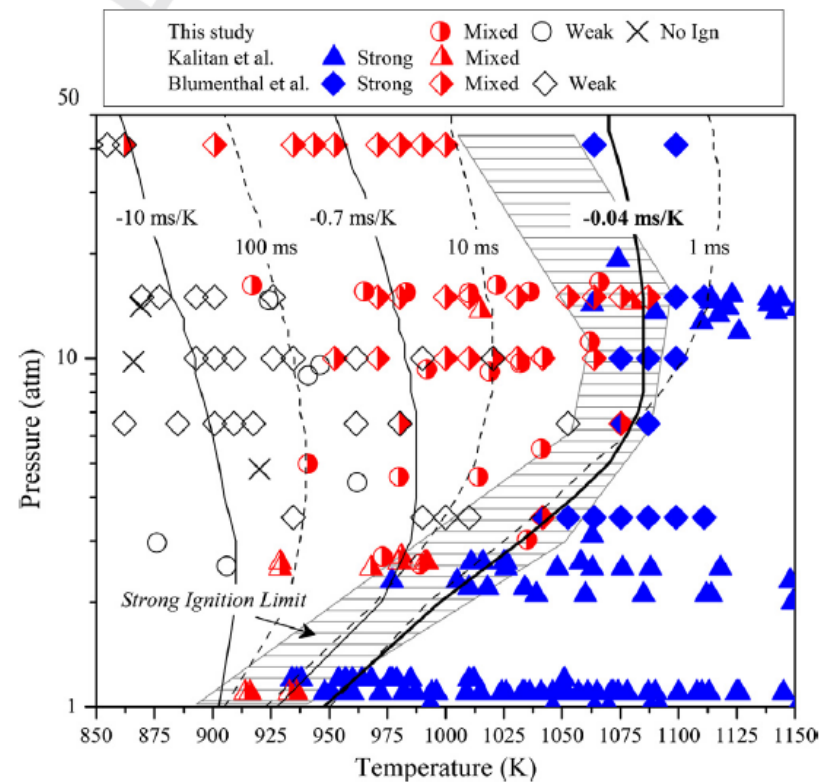 This study Mixed Weak No Ign
Kalitan et al. Strong Mixed
Blumenthal et al. Strong Mixed Weak
50
-10 ms/K -0.7 ms/K -0.04 ms/K
100 ms 10 ms 1 ms
10
Pressure (atm)
Strong Ignition Limit
1
850 875 900 925 950 975 1000 1025 1050 1075 1100 1125 1150
Temperature (K)